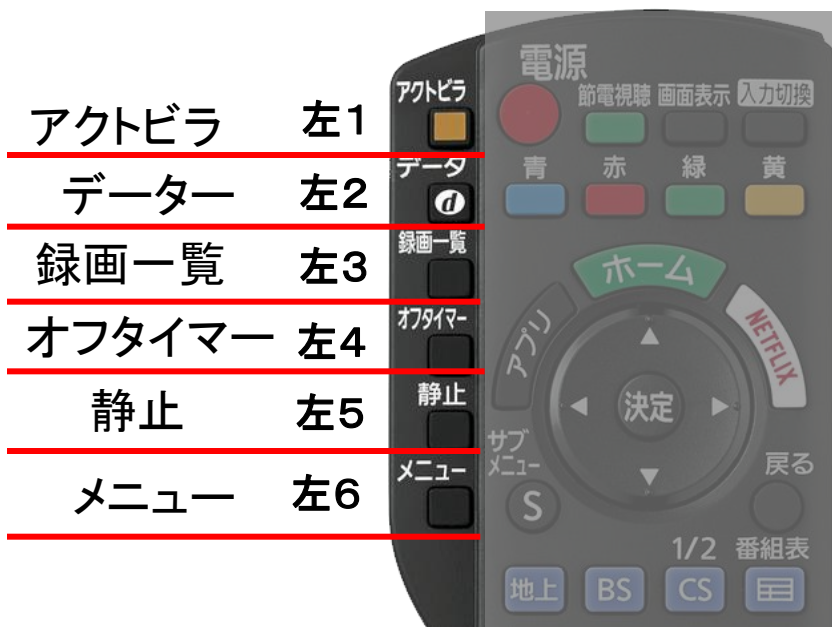 電源
アクトビラ 左1 アクトビラ
節電視聴 画面表示 入力切換
データー 左2 データ d
青 赤 緑 黄
録画一覧 左3 録画一覧
ホーム
オフタイマー 左4 オフタイマー
アプリ
NETFLIX
静止 左5 静止
決定
サブ
メニュー
戻る
メニュー 左6 メニュー
S
1/2 番組表
地上 BS CS